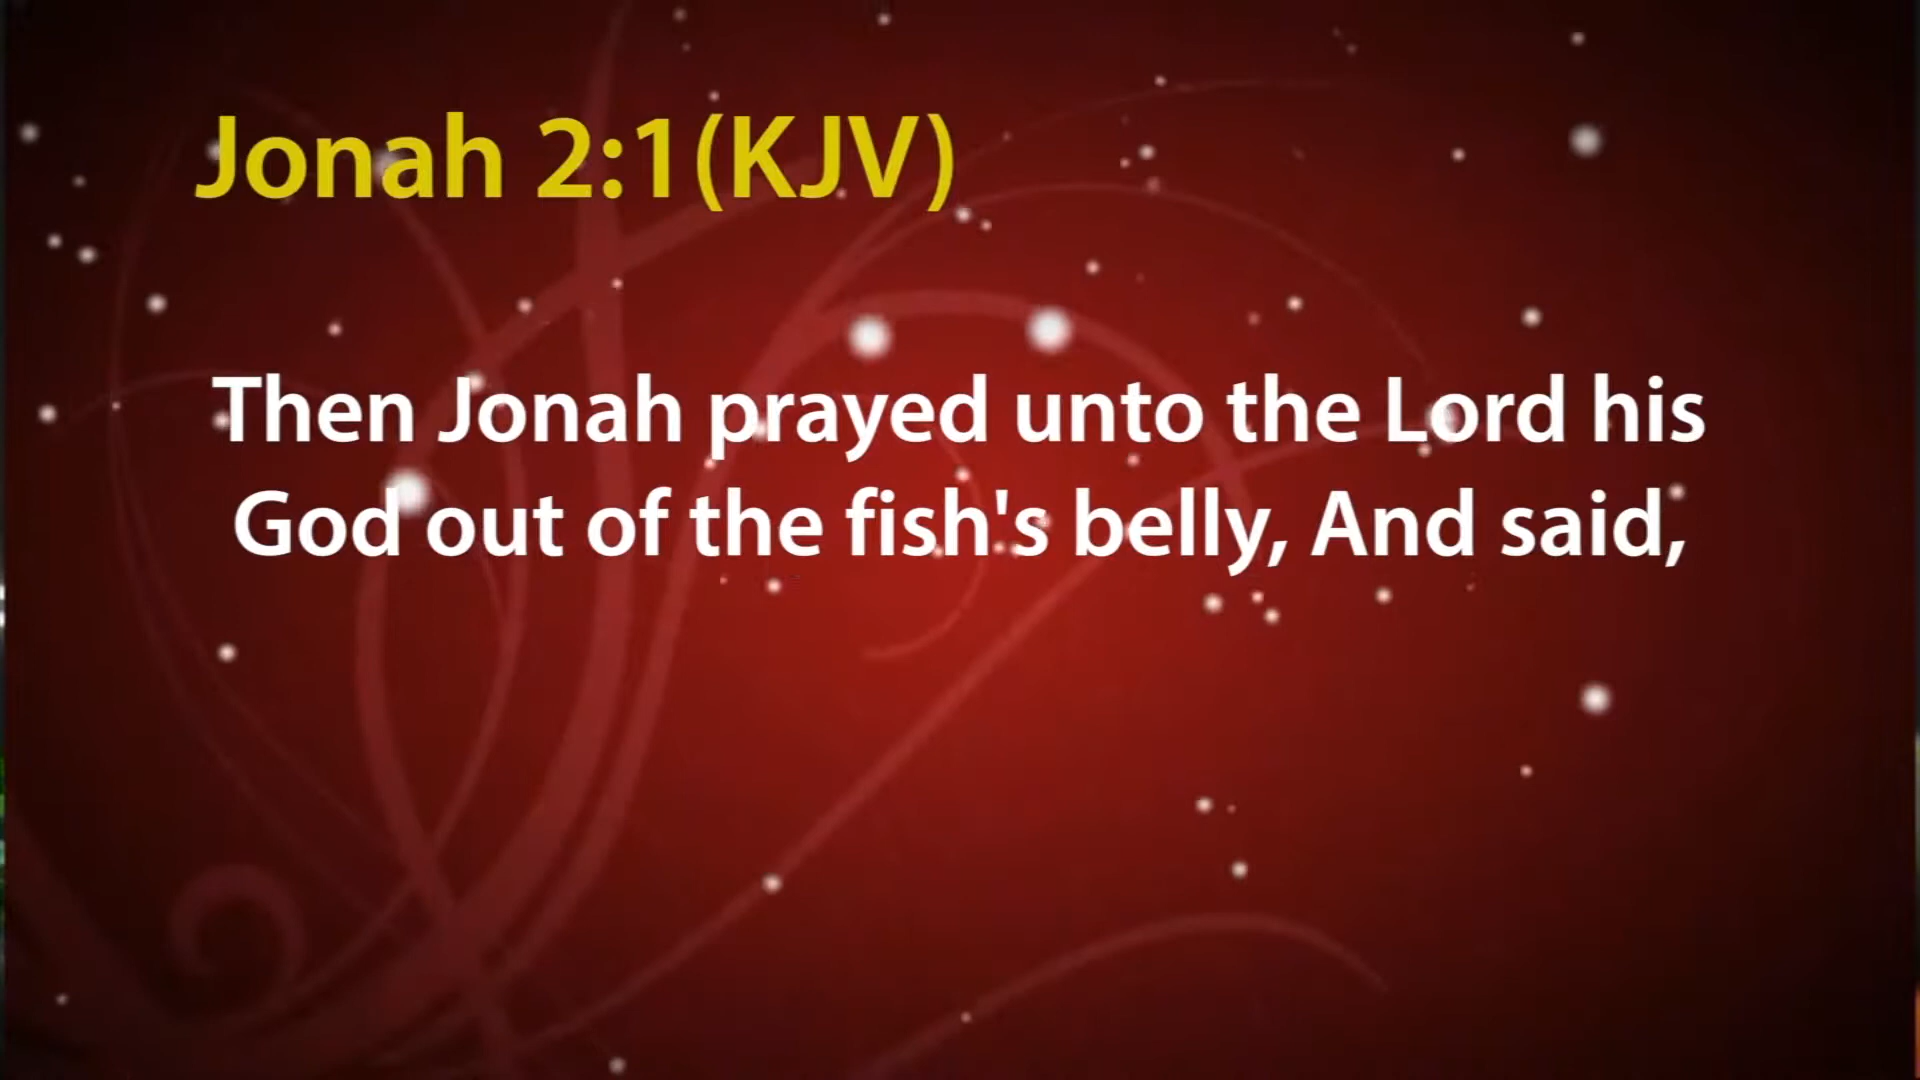 Jonah 2:1(KJV)
Then Jonah prayed unto the Lord his
God out of the fish's belly, And said,